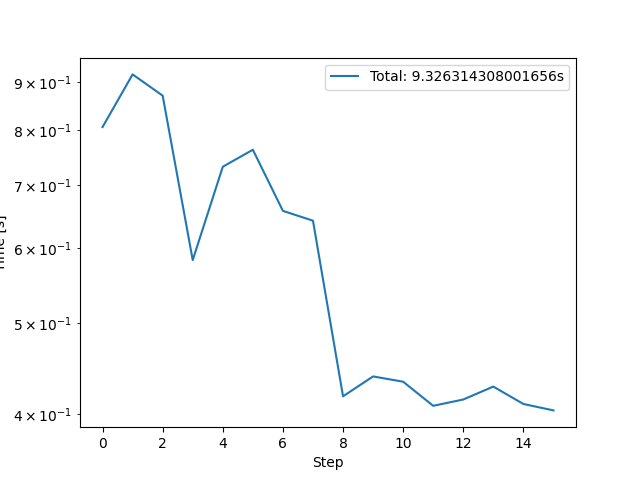 Total: 9.326314308001656s
9 × 10⁻¹
8 × 10⁻¹
7 × 10⁻¹
6 × 10⁻¹
5 × 10⁻¹
4 × 10⁻¹
0 2 4 6 8 10 12 14
Step